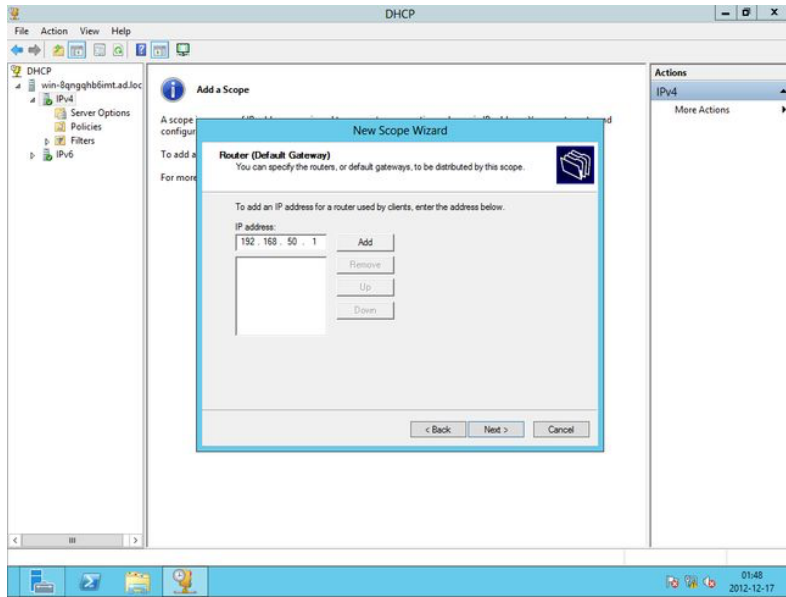 DHCP
File Action View Help
DHCP
win-8qngqhb6imt.ad.loc
IPv4
Server Options
Policies
Filters
IPv6
Add a Scope
A scope
configur
To add a
For more
New Scope Wizard
Router (Default Gateway)
You can specify the routers, or default gateways, to be distributed by this scope.
To add an IP address for a router used by clients, enter the address below.
IP address:
192 . 168 . 50 . 1
Add
Remove
Up
Down
< Back
Next >
Cancel
Actions
IPv4
More Actions
01:48
2012-12-17